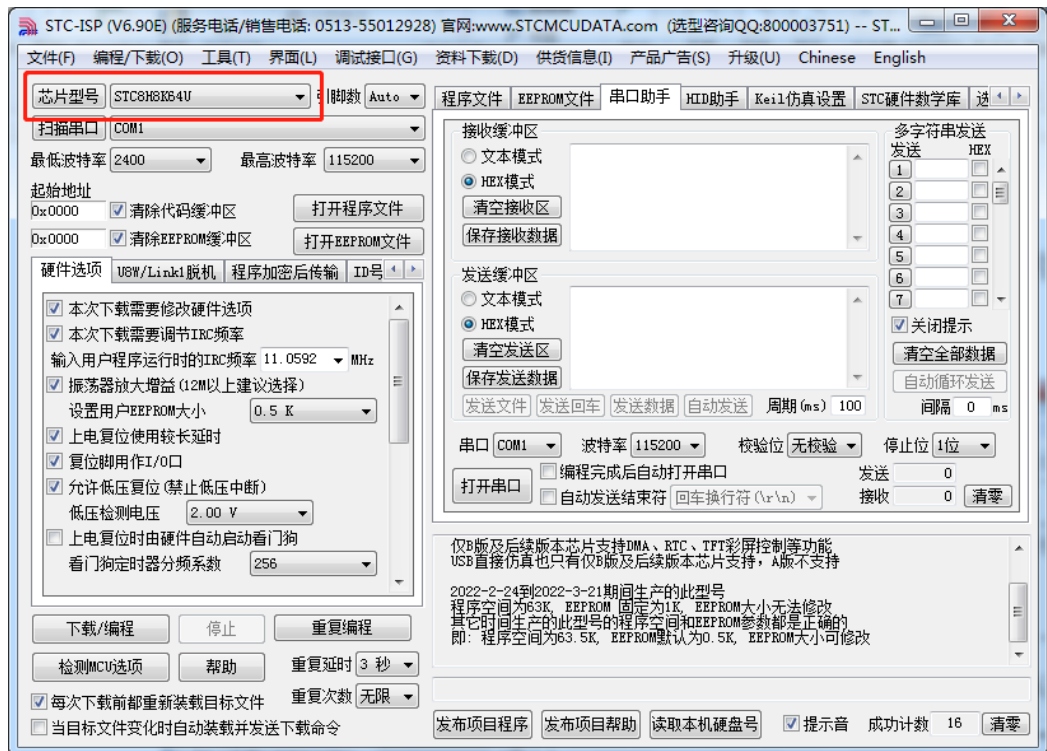 STC-ISP (V6.90E) (服务电话/销售电话: 0513-55012928) 官网:www.STCMCUDATA.com (选型咨询QQ:800003751) -- ST...
文件(F) 编程/下载(O) 工具(T) 界面(L) 调试接口(G) 资料下载(D) 供货信息(I) 产品广告(S) 升级(U) Chinese English
芯片型号 STC8H8K64U 引脚数 Auto
扫描串口 COM1
最低波特率 2400 最高波特率 115200
起始地址
0x0000 清除代码缓冲区 打开程序文件
0x0000 清除EEPROM缓冲区 打开EEPROM文件
硬件选项 U8W/Link1脱机 程序加密后传输 ID号
本次下载需要修改硬件选项
本次下载需要调节IRC频率
输入用户程序运行时的IRC频率 11.0592 MHz
振荡器放大增益(12M以上建议选择)
设置用户EEPROM大小 0.5 K
上电复位使用较长延时
复位脚用作I/O口
允许低压复位(禁止低压中断)
低压检测电压 2.00 V
上电复位时由硬件自动启动看门狗
看门狗定时器分频系数 256
下载/编程 停止 重复编程
检测MCU选项 帮助 重复延时 3 秒
每次下载前都重新装载目标文件 重复次数 无限
当目标文件变化时自动装载并发送下载命令
程序文件 EEPROM文件 串口助手 HID助手 Keil仿真设置 STC硬件数学库
接收缓冲区
文本模式
HEX模式
清空接收区
保存接收数据
发送缓冲区
文本模式
HEX模式
清空发送区
保存发送数据
发送文件 发送回车 发送数据 自动发送 周期(ms) 100
多字符串发送
发送 HEX
1
2
3
4
5
6
7
关闭提示
清空全部数据
自动循环发送
间隔 0 ms
串口 COM1 波特率 115200 校验位 无校验 停止位 1位
打开串口 编程完成后自动打开串口 发送 0
自动发送结束符 回车换行符(\r\n) 接收 0 清零
仅B版及后续版本芯片支持DMA、RTC、TFT彩屏控制等功能
USB直接仿真也只有仅B版及后续版本芯片支持，A版不支持
2022-2-24到2022-3-21期间生产的此型号
程序空间为63K, EEPROM 固定为1K, EEPROM大小无法修改
其它时间生产的此型号的程序空间和EEPROM参数都是正确的
即: 程序空间为63.5K, EEPROM默认为0.5K, EEPROM大小可修改
发布项目程序 发布项目帮助 读取本机硬盘号 提示音 成功计数 16 清零